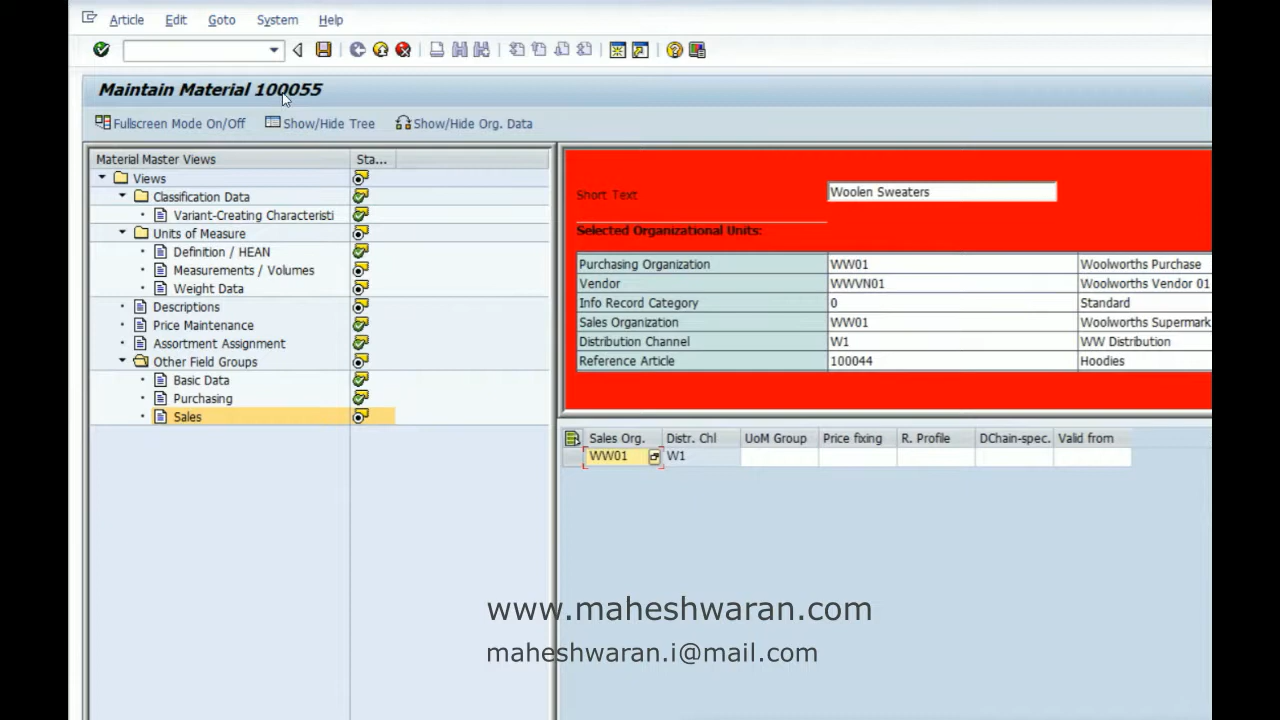 Article Edit Goto System Help
Maintain Material 100055
Fullscreen Mode On/Off Show/Hide Tree Show/Hide Org. Data
Material Master Views Sta...
Views
Classification Data
Variant-Creating Characteristi
Units of Measure
Definition / HEAN
Measurements / Volumes
Weight Data
Descriptions
Price Maintenance
Assortment Assignment
Other Field Groups
Basic Data
Purchasing
Sales
Short Text Woolen Sweaters
Selected Organizational Units:
Purchasing Organization WW01 Woolworths Purchase
Vendor WWVN01 Woolworths Vendor 01
Info Record Category 0 Standard
Sales Organization WW01 Woolworths Supermark
Distribution Channel W1 WW Distribution
Reference Article 100044 Hoodies
Sales Org. Distr. Chl UoM Group Price fixing R. Profile DChain-spec. Valid from
WW01 W1
www.maheshwaran.com
maheshwaran.i@mail.com